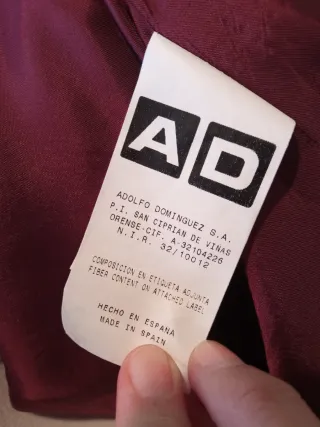 AD
ADOLFO DOMINGUEZ S.A.
P.I. SAN CIPRIAN DE VIÑAS
ORENSE-CIF. A-32104226
N.I.R. 32/10012
COMPOSICION EN ETIQUETA ADJUNTA
FIBER CONTENT ON ATTACHED LABEL
HECHO EN ESPAÑA
MADE IN SPAIN